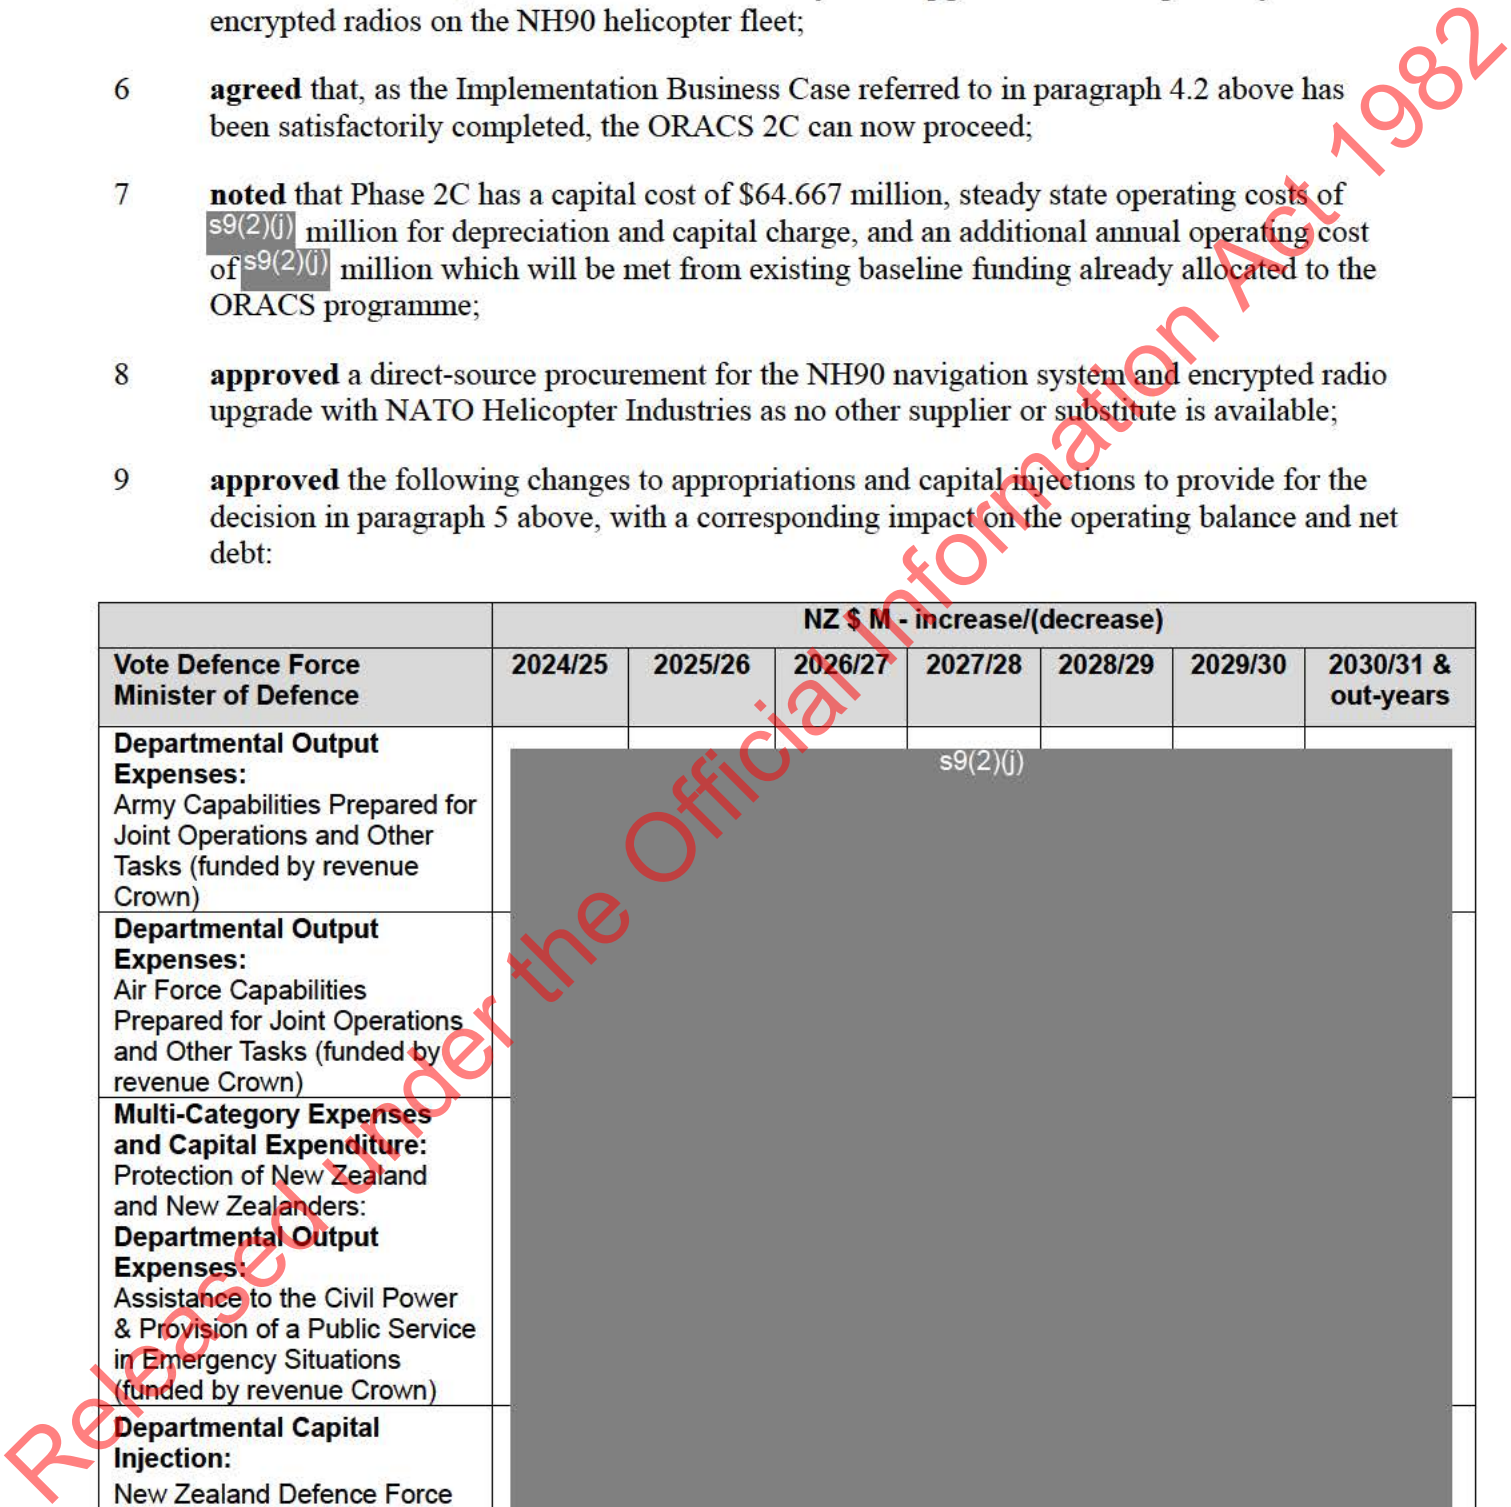 encrypted radios on the NH90 helicopter fleet;
6 agreed that, as the Implementation Business Case referred to in paragraph 4.2 above has
been satisfactorily completed, the ORACS 2C can now proceed;
7 noted that Phase 2C has a capital cost of $64.667 million, steady state operating costs of
s9(2)(j) million for depreciation and capital charge, and an additional annual operating cost
of s9(2)(j) million which will be met from existing baseline funding already allocated to the
ORACS programme;
8 approved a direct-source procurement for the NH90 navigation system and encrypted radio
upgrade with NATO Helicopter Industries as no other supplier or substitute is available;
9 approved the following changes to appropriations and capital injections to provide for the
decision in paragraph 5 above, with a corresponding impact on the operating balance and net
debt:
NZ $ M - increase/(decrease)
Vote Defence Force 2024/25 2025/26 2026/27 2027/28 2028/29 2029/30 2030/31 &
Minister of Defence out-years
Departmental Output
Expenses:
s9(2)(j)
Army Capabilities Prepared for
Joint Operations and Other
Tasks (funded by revenue
Crown)
Departmental Output
Expenses:
Air Force Capabilities
Prepared for Joint Operations
and Other Tasks (funded by
revenue Crown)
Multi-Category Expenses
and Capital Expenditure:
Protection of New Zealand
and New Zealanders:
Departmental Output
Expenses:
Assistance to the Civil Power
& Provision of a Public Service
in Emergency Situations
(funded by revenue Crown)
Departmental Capital
Injection:
New Zealand Defence Force
Released under the Official Information Act 1982